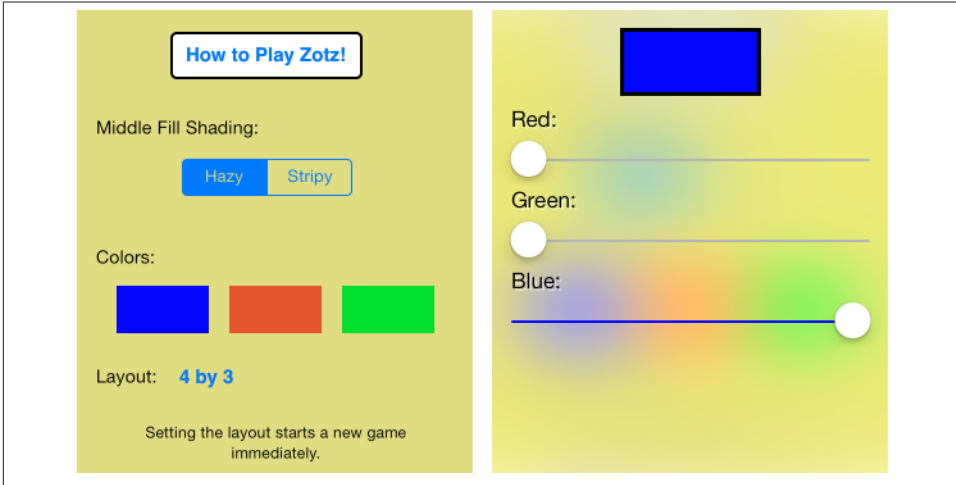 How to Play Zotz!
Middle Fill Shading:
Hazy Stripy
Colors:
Layout: 4 by 3
Setting the layout starts a new game
immediately.
Red:
Green:
Blue: